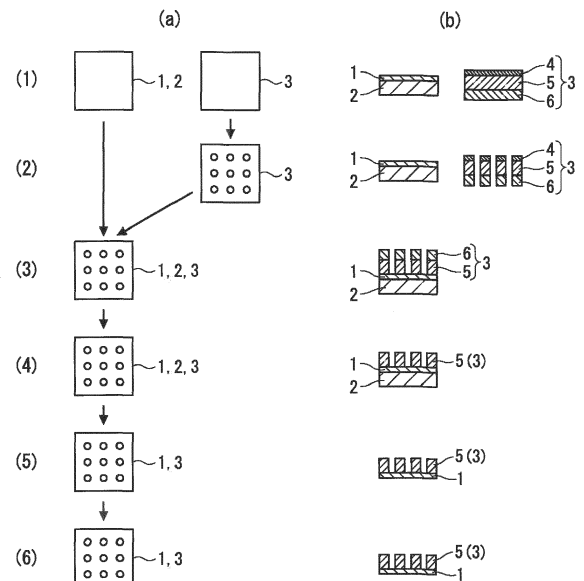 (a) (b)
(1) 1, 2 3 1 2 4 5 6 3
(2) 3 1 2 4 5 6 3
(3) 1, 2, 3 1 2 6 5 3
(4) 1, 2, 3 1 2 5 (3)
(5) 1, 3 5 (3) 1
(6) 1, 3 5 (3) 1